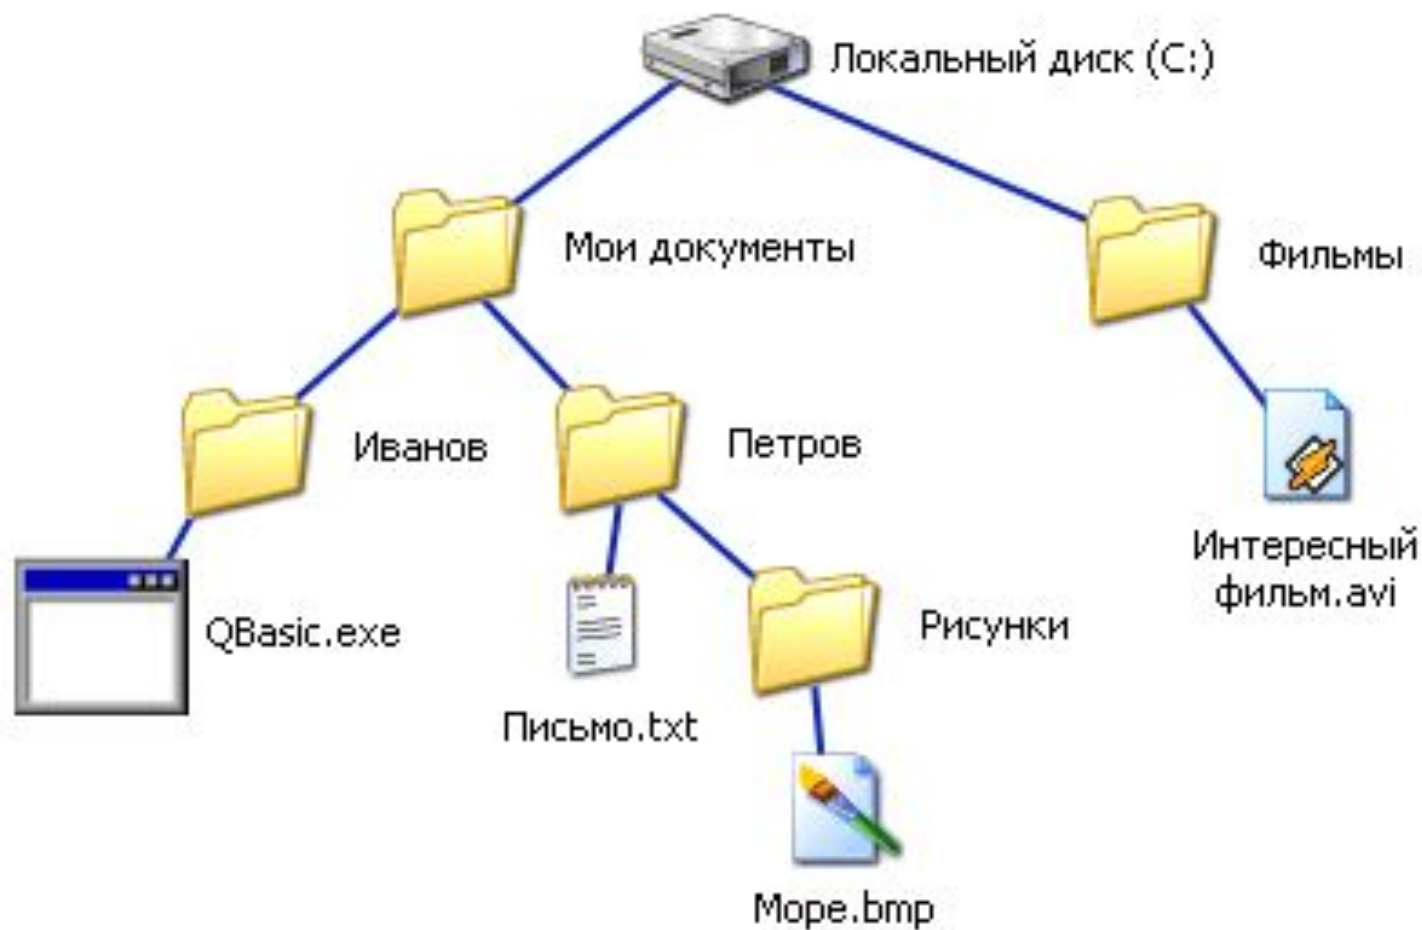 Локальный диск (C:)
Мои документы
Фильмы
Иванов
Петров
Интересный
фильм.avi
QBasic.exe
Рисунки
Письмо.txt
Море.bmp